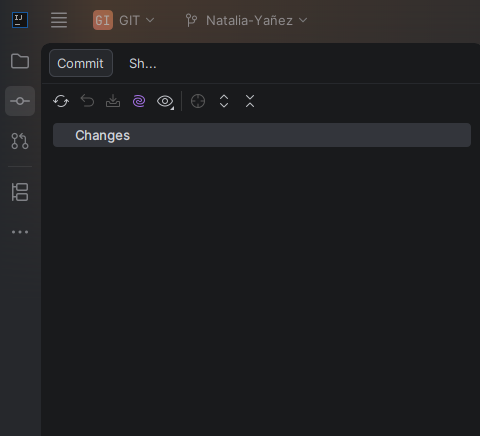 IJ
GI GIT Natalia-Yañez
Commit Sh...
Changes